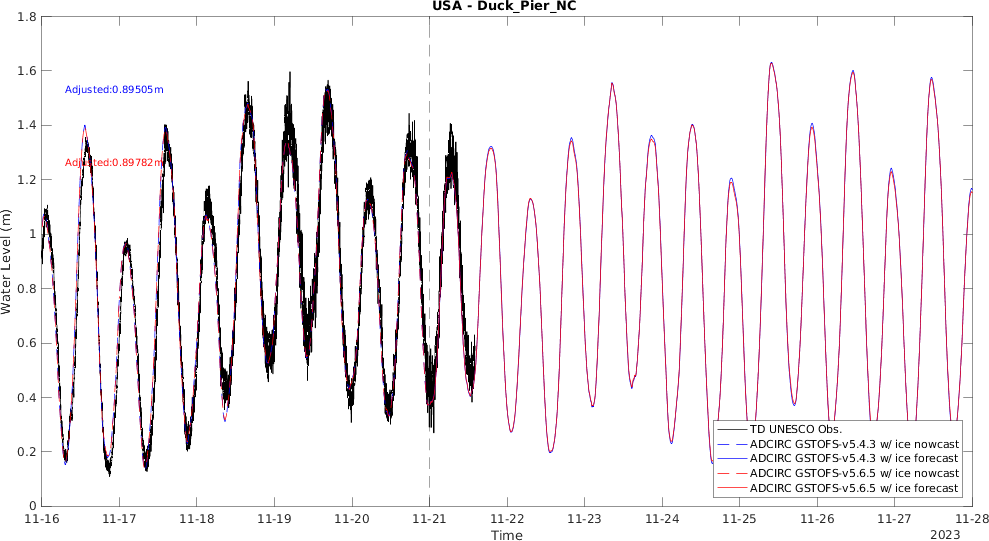 USA - Duck_Pier_NC
1.8
1.6
1.4
1.2
1
0.8
0.6
0.4
0.2
0
Water Level (m)
Adjusted:0.89505m
Adjusted:0.89782m
TD UNESCO Obs.
ADCIRC GSTOFS-v5.4.3 w/ ice nowcast
ADCIRC GSTOFS-v5.4.3 w/ ice forecast
ADCIRC GSTOFS-v5.6.5 w/ ice nowcast
ADCIRC GSTOFS-v5.6.5 w/ ice forecast
11-16 11-17 11-18 11-19 11-20 11-21 11-22 11-23 11-24 11-25 11-26 11-27 11-28
Time
2023